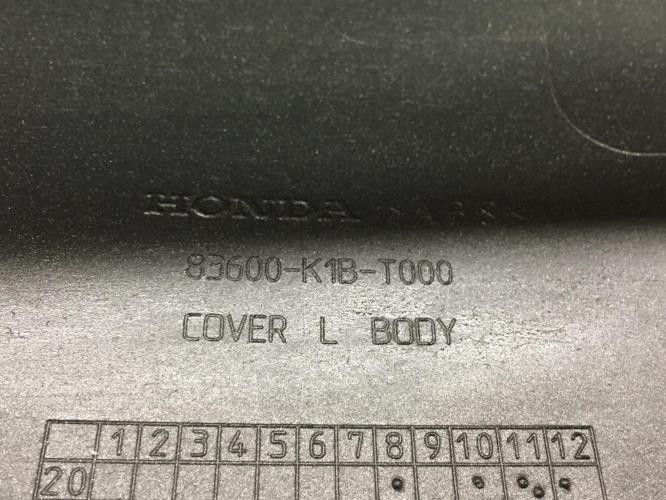 HONDA >ABS<
83600-K1B-T000
COVER L BODY
1 2 3 4 5 6 7 8 9 10 11 12
20